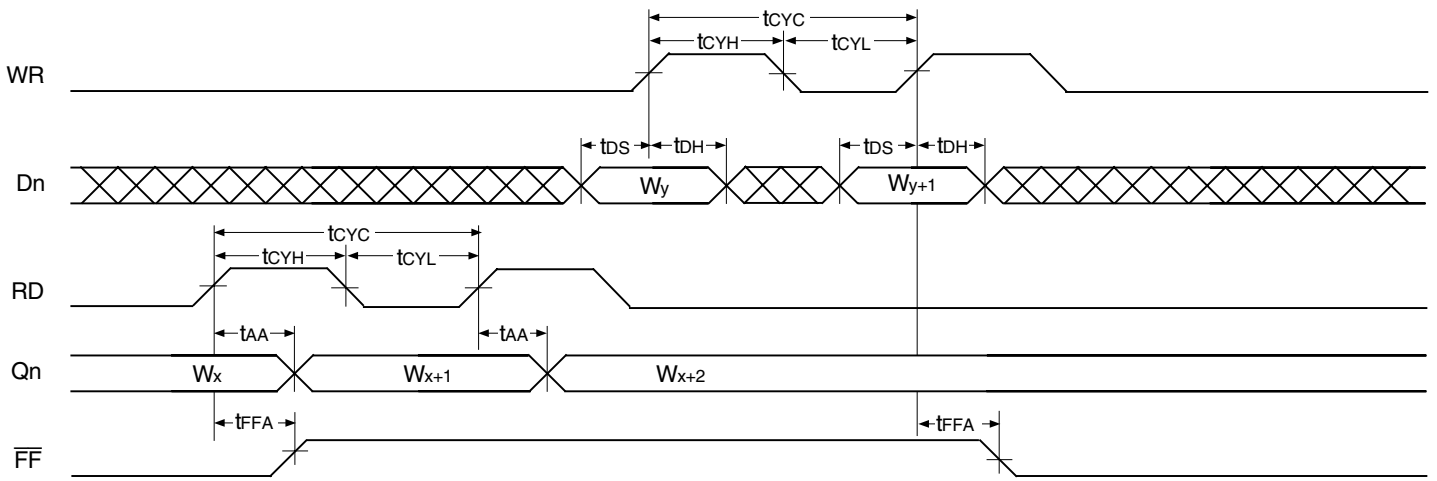 tCYC
tCYH tCYL
WR
tDS tDH tDS tDH
Dn Wy Wy+1
tCYC
tCYH tCYL
RD
tAA tAA
Qn Wx Wx+1 Wx+2
tFFA tFFA
F̅F̅